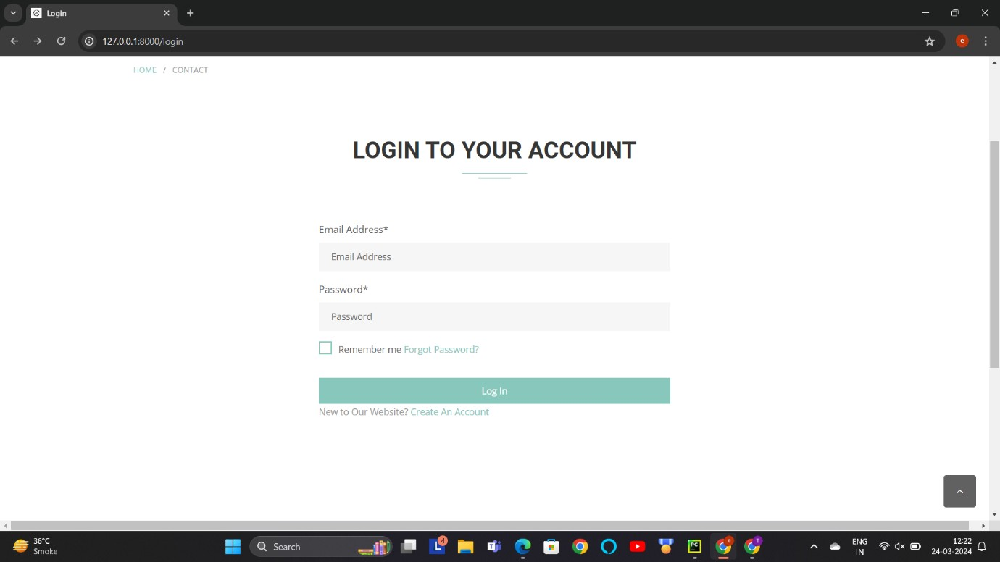 Login
127.0.0.1:8000/login
e
HOME / CONTACT
LOGIN TO YOUR ACCOUNT
Email Address*
Email Address
Password*
Password
Remember me Forgot Password?
Log In
New to Our Website? Create An Account
36°C
Smoke
Search
L
4
T
PC
e
T
ENG
IN
12:22
24-03-2024